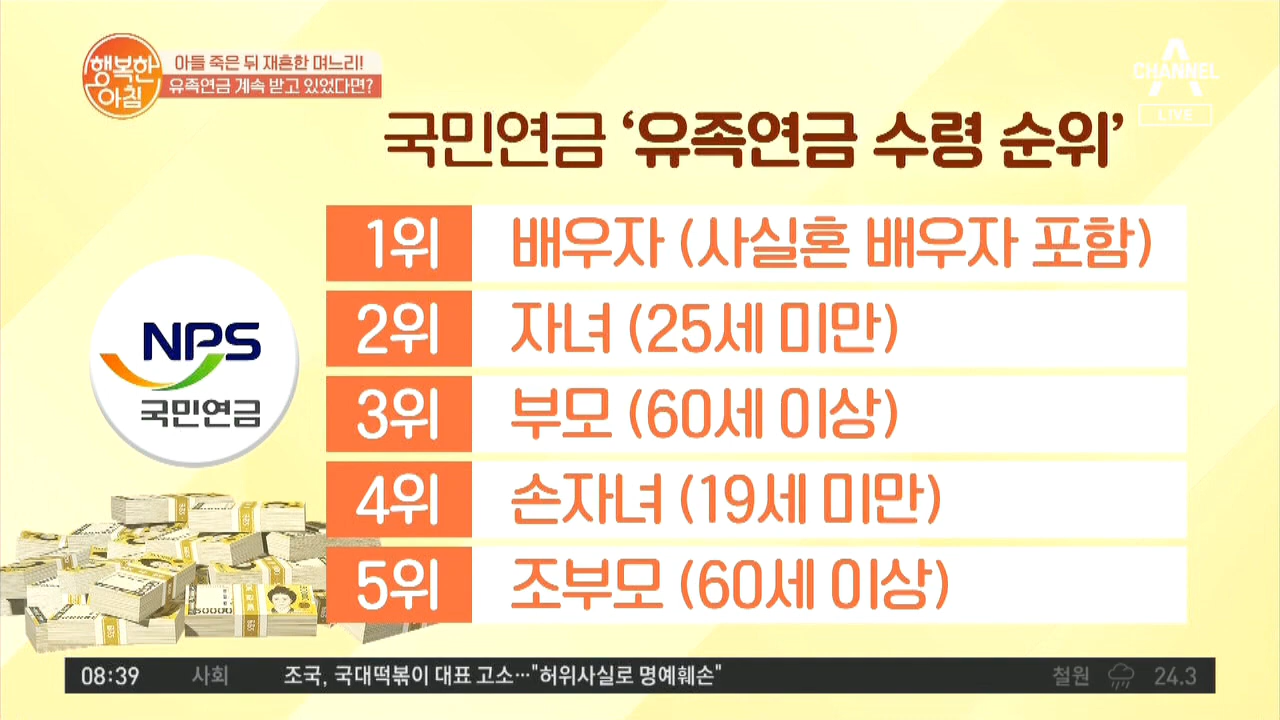 행복한
아침
아들 죽은 뒤 재혼한 며느리!
유족연금 계속 받고 있었다면?
CHANNEL
LIVE
국민연금 ‘유족연금 수령 순위’
1위 배우자 (사실혼 배우자 포함)
2위 자녀 (25세 미만)
3위 부모 (60세 이상)
4위 손자녀 (19세 미만)
5위 조부모 (60세 이상)
NPS
국민연금
50000
08:39 사회 조국, 국대떡볶이 대표 고소…"허위사실로 명예훼손" 철원 24.3